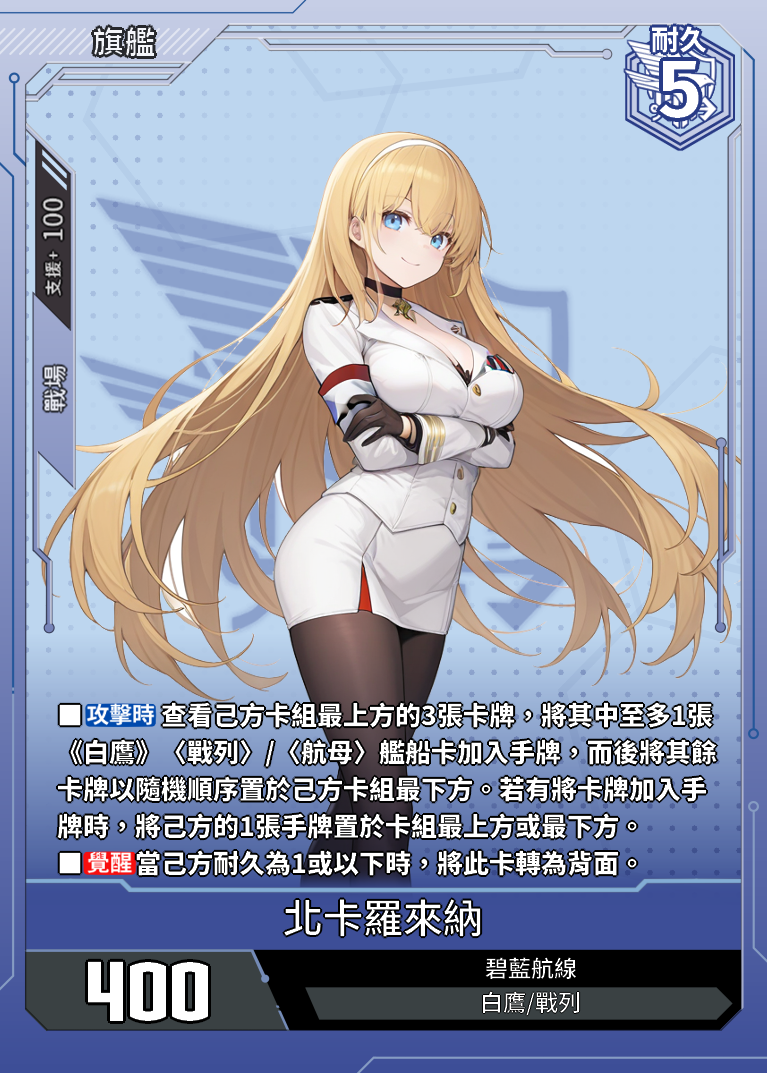 旗艦
耐久
5
支援+ 100
戰場
■攻擊時 查看己方卡組最上方的3張卡牌，將其中至多1張
《白鷹》〈戰列〉/〈航母〉艦船卡加入手牌，而後將其餘
卡牌以隨機順序置於己方卡組最下方。若有將卡牌加入手
牌時，將己方的1張手牌置於卡組最上方或最下方。
■覺醒 當己方耐久為1或以下時，將此卡轉為背面。
北卡羅來納
400
碧藍航線
白鷹/戰列